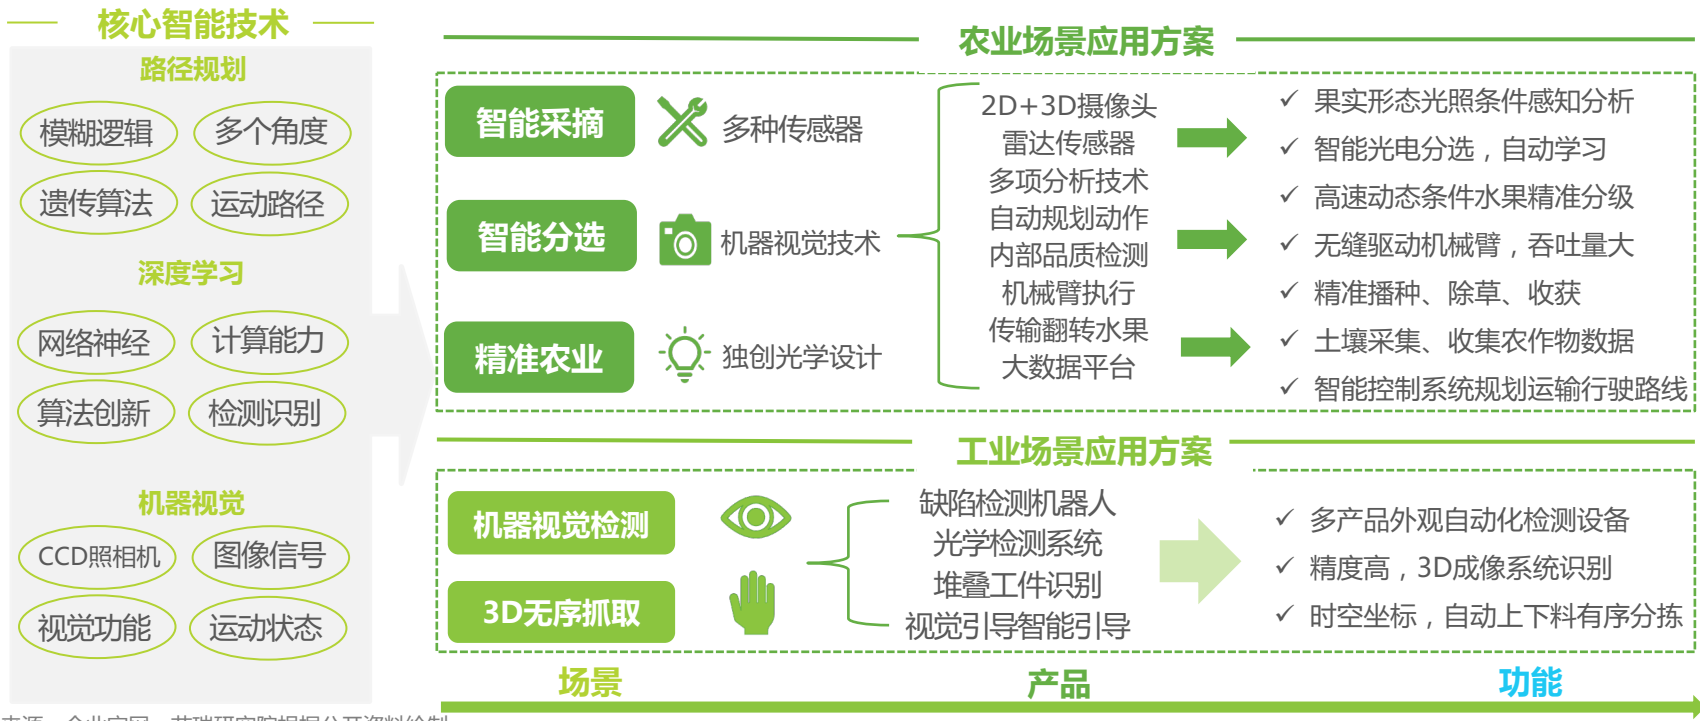 核心智能技术
路径规划
模糊逻辑
多个角度
遗传算法
运动路径
深度学习
网络神经
计算能力
算法创新
检测识别
机器视觉
CCD照相机
图像信号
视觉功能
运动状态
农业场景应用方案
智能采摘
多种传感器
智能分选
机器视觉技术
精准农业
独创光学设计
2D+3D摄像头
雷达传感器
多项分析技术
自动规划动作
内部品质检测
机械臂执行
传输翻转水果
大数据平台
✓ 果实形态光照条件感知分析
✓ 智能光电分选，自动学习
✓ 高速动态条件水果精准分级
✓ 无缝驱动机械臂，吞吐量大
✓ 精准播种、除草、收获
✓ 土壤采集、收集农作物数据
✓ 智能控制系统规划运输行驶路线
工业场景应用方案
机器视觉检测
3D无序抓取
缺陷检测机器人
光学检测系统
堆叠工件识别
视觉引导智能引导
✓ 多产品外观自动化检测设备
✓ 精度高，3D成像系统识别
✓ 时空坐标，自动上下料有序分拣
场景
产品
功能